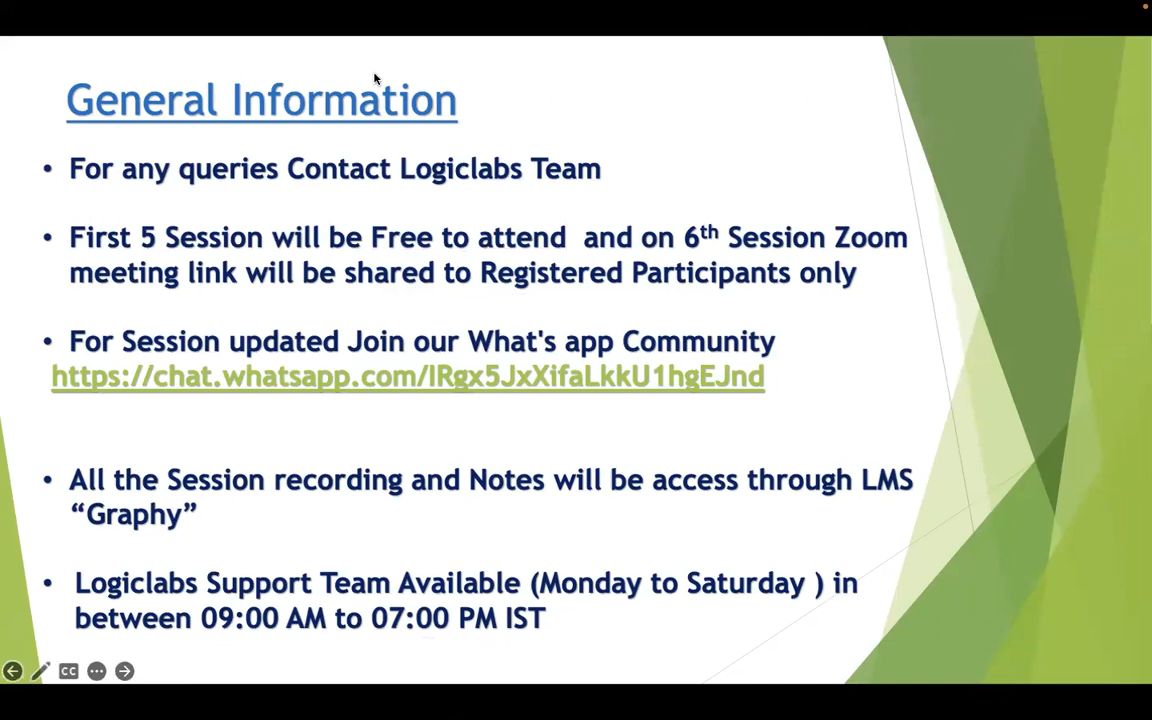 General Information
• For any queries Contact Logiclabs Team
• First 5 Session will be Free to attend and on 6th Session Zoom
meeting link will be shared to Registered Participants only
• For Session updated Join our What's app Community
https://chat.whatsapp.com/IRgx5JxXifaLkkU1hgEJnd
• All the Session recording and Notes will be access through LMS
“Graphy”
• Logiclabs Support Team Available (Monday to Saturday ) in
between 09:00 AM to 07:00 PM IST
CC